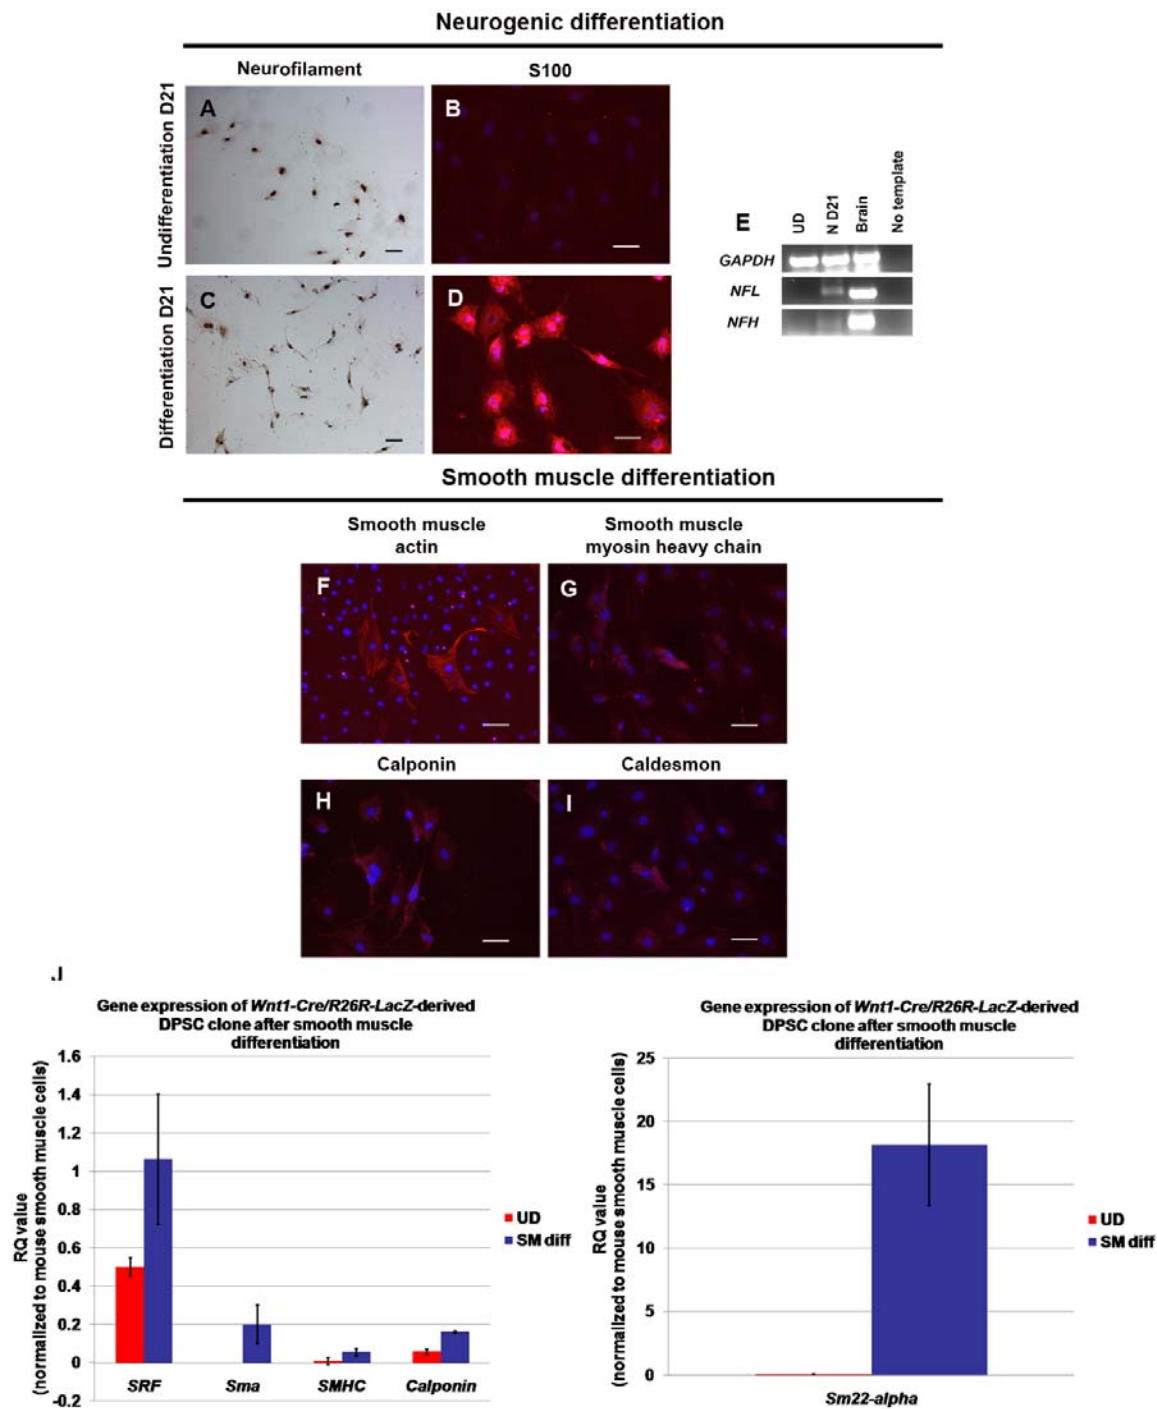 Neurogenic differentiation
Neurofilament
S100
Undifferentiation D21
A
B
Differentiation D21
C
D
E
UD
N D21
Brain
No template
GAPDH
NFL
NFH
Smooth muscle differentiation
Smooth muscle
actin
Smooth muscle
myosin heavy chain
F
G
Calponin
Caldesmon
H
I
J
Gene expression of Wnt1-Cre/R26R-LacZ-derived
DPSC clone after smooth muscle
differentiation
RQ value
(normalized to mouse smooth muscle cells)
1.6
1.4
1.2
1
0.8
0.6
0.4
0.2
0
-0.2
SRF
Sma
SMHC
Calponin
UD
SM diff
Gene expression of Wnt1-Cre/R26R-LacZ-derived
DPSC clone after smooth muscle
differentiation
RQ value
(normalized to mouse smooth muscle cells)
25
20
15
10
5
0
Sm22-alpha
UD
SM diff